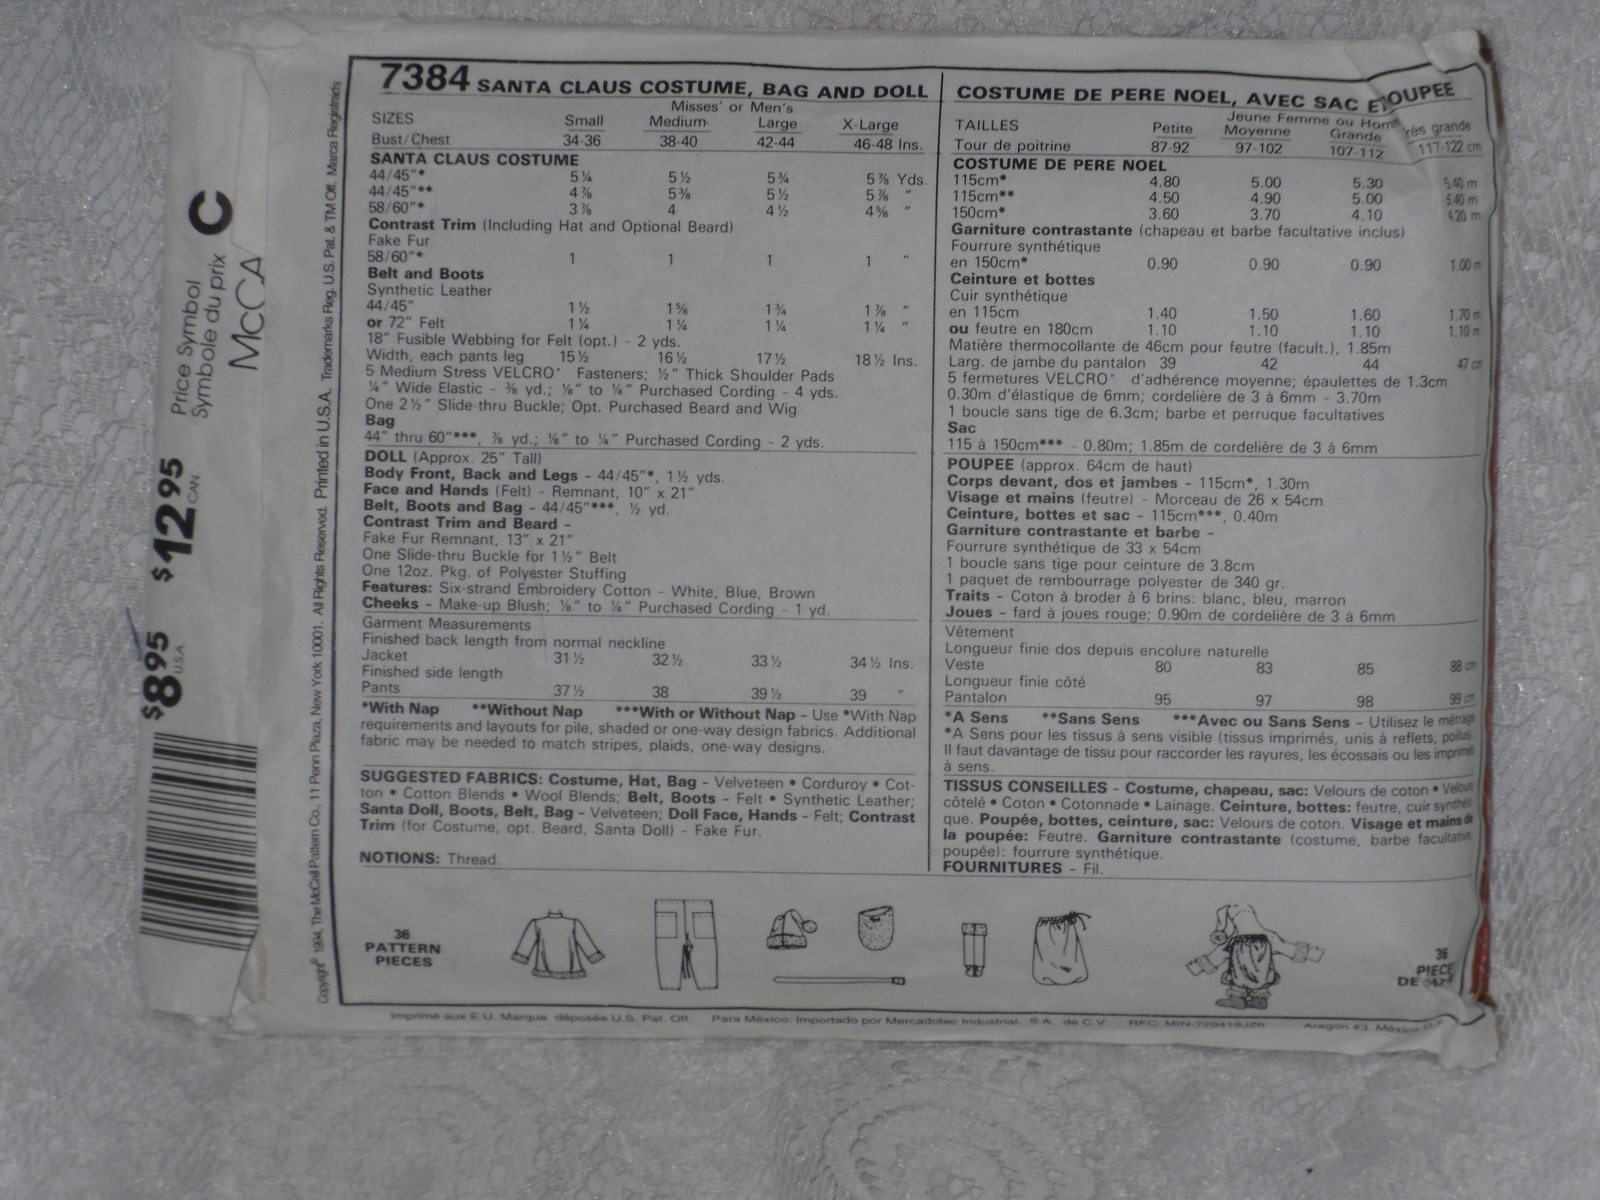 Price Symbol
Symbole du prix
C
McCA
$8.95
U.S.A.
$12.95
CAN
Copyright© 1994, The McCall Pattern Co., 11 Penn Plaza, New York 10001. All Rights Reserved. Printed in U.S.A. Trademarks Reg. U.S. Pat. & TM Off. Marca Registrada
7384 SANTA CLAUS COSTUME, BAG AND DOLL
Misses' or Men's
SIZES Small Medium Large X-Large
Bust/Chest 34-36 38-40 42-44 46-48 Ins.
SANTA CLAUS COSTUME
44/45"* 5¼ 5½ 5¾ 5⅞ Yds.
44/45"** 4⅞ 5⅜ 5½ 5⅞ "
58/60"* 3⅞ 4 4½ 4⅝ "
Contrast Trim (Including Hat and Optional Beard)
Fake Fur
58/60"* 1 1 1 1 "
Belt and Boots
Synthetic Leather
44/45" 1½ 1⅝ 1¾ 1⅞ "
or 72" Felt 1¼ 1¼ 1¼ 1¼ "
18" Fusible Webbing for Felt (opt.) - 2 yds.
Width, each pants leg 15½ 16½ 17½ 18½ Ins.
5 Medium Stress VELCRO® Fasteners; ½" Thick Shoulder Pads
¼" Wide Elastic - ⅜ yd.; ⅛" to ¼" Purchased Cording - 4 yds.
One 2½" Slide-thru Buckle; Opt. Purchased Beard and Wig
Bag
44" thru 60"***, ⅞ yd.; ⅛" to ¼" Purchased Cording - 2 yds.
DOLL (Approx. 25" Tall)
Body Front, Back and Legs - 44/45"*, 1½ yds.
Face and Hands (Felt) - Remnant, 10" x 21"
Belt, Boots and Bag - 44/45"***, ½ yd.
Contrast Trim and Beard -
Fake Fur Remnant, 13" x 21"
One Slide-thru Buckle for 1½" Belt
One 12oz. Pkg. of Polyester Stuffing
Features: Six-strand Embroidery Cotton - White, Blue, Brown
Cheeks - Make-up Blush; ⅛" to ¼" Purchased Cording - 1 yd.
Garment Measurements
Finished back length from normal neckline
Jacket 31½ 32½ 33½ 34½ Ins.
Finished side length
Pants 37½ 38 39½ 39 "
*With Nap **Without Nap ***With or Without Nap - Use *With Nap
requirements and layouts for pile, shaded or one-way design fabrics. Additional
fabric may be needed to match stripes, plaids, one-way designs.
SUGGESTED FABRICS: Costume, Hat, Bag - Velveteen • Corduroy • Cot-
ton • Cotton Blends • Wool Blends; Belt, Boots - Felt • Synthetic Leather;
Santa Doll, Boots, Belt, Bag - Velveteen; Doll Face, Hands - Felt; Contrast
Trim (for Costume, opt. Beard, Santa Doll) - Fake Fur.
NOTIONS: Thread.
COSTUME DE PERE NOEL, AVEC SAC ET OUPEE
Jeune Femme ou Hom
TAILLES Petite Moyenne Grande rès grande
Tour de poitrine 87-92 97-102 107-112 117-122 cm
COSTUME DE PERE NOEL
115cm* 4.80 5.00 5.30 5.40 m
115cm** 4.50 4.90 5.00 5.40 m
150cm* 3.60 3.70 4.10 4.20 m
Garniture contrastante (chapeau et barbe facultative inclus)
Fourrure synthétique
en 150cm* 0.90 0.90 0.90 1.00 m
Ceinture et bottes
Cuir synthétique
en 115cm 1.40 1.50 1.60 1.70 m
ou feutre en 180cm 1.10 1.10 1.10 1.10 m
Matière thermocollante de 46cm pour feutre (facult.), 1.85m
Larg. de jambe du pantalon 39 42 44 47 cm
5 fermetures VELCRO® d'adhérence moyenne; épaulettes de 1.3cm
0.30m d'élastique de 6mm; cordelière de 3 à 6mm - 3.70m
1 boucle sans tige de 6.3cm; barbe et perruque facultatives
Sac
115 à 150cm*** - 0.80m; 1.85m de cordelière de 3 à 6mm
POUPEE (approx. 64cm de haut)
Corps devant, dos et jambes - 115cm*, 1.30m
Visage et mains (feutre) - Morceau de 26 x 54cm
Ceinture, bottes et sac - 115cm***, 0.40m
Garniture contrastante et barbe -
Fourrure synthétique de 33 x 54cm
1 boucle sans tige pour ceinture de 3.8cm
1 paquet de rembourrage polyester de 340 gr.
Traits - Coton à broder à 6 brins: blanc, bleu, marron
Joues - fard à joues rouge; 0.90m de cordelière de 3 à 6mm
Vêtement
Longueur finie dos depuis encolure naturelle
Veste 80 83 85 88 cm
Longueur finie côté
Pantalon 95 97 98 99 cm
*A Sens **Sans Sens ***Avec ou Sans Sens - Utilisez le métrage
*A Sens pour les tissus à sens visible (tissus imprimés, unis à reflets, poilus)
Il faut davantage de tissu pour raccorder les rayures, les écossais ou les imprimés
à sens.
TISSUS CONSEILLES - Costume, chapeau, sac: Velours de coton • Velours
côtelé • Coton • Cotonnade • Lainage. Ceinture, bottes: feutre, cuir synthéti-
que. Poupée, bottes, ceinture, sac: Velours de coton. Visage et mains de
la poupée: Feutre. Garniture contrastante (costume, barbe facultative,
poupée): fourrure synthétique.
FOURNITURES - Fil.
36
PATTERN
PIECES
36
PIECE
DE
Imprimé aux E.U. Marque déposée U.S. Pat. Off. Para México: Importado por Mercadotec Industrial, S.A. de C.V. RFC: MIN-720419JZ6 Aragón 63 México D.F.